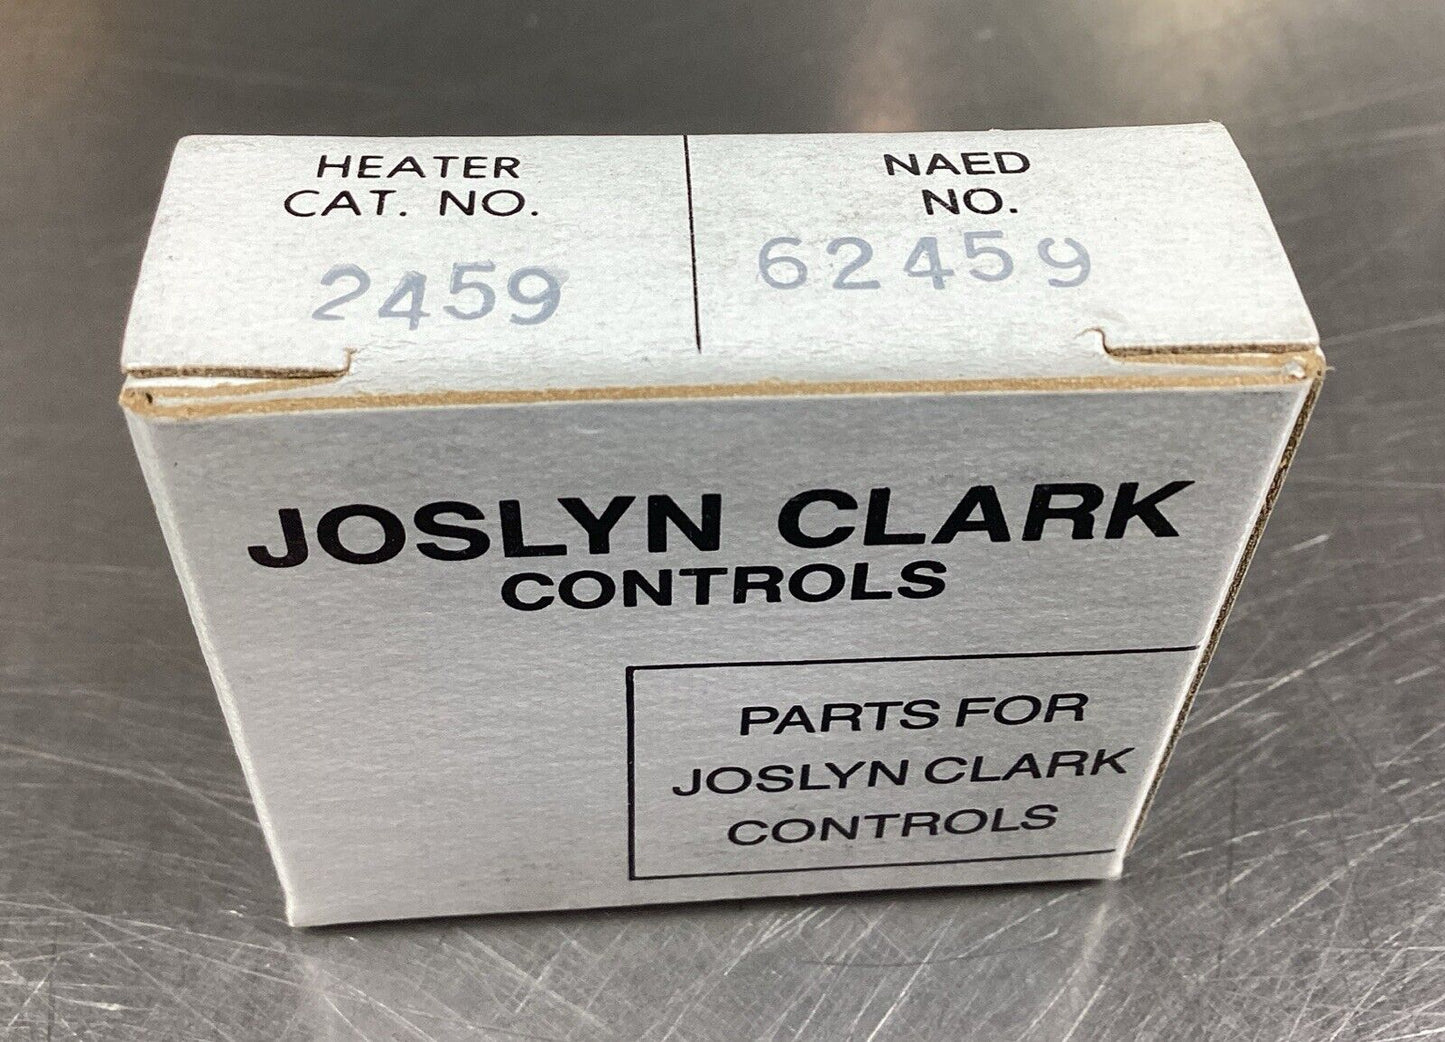 HEATER
CAT. NO.
2459
NAED
NO.
62459
JOSLYN CLARK
CONTROLS
PARTS FOR
JOSLYN CLARK
CONTROLS